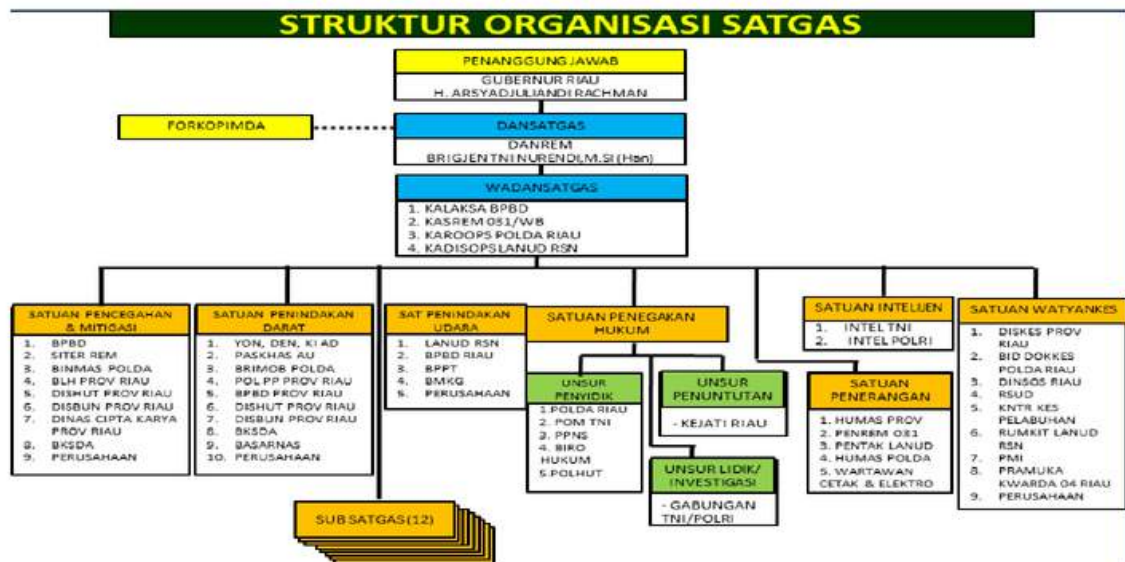 STRUKTUR ORGANISASI SATGAS
PENANGGUNG JAWAB
GUBERNUR RIAU
H. ARSYADJULIANDI RACHMAN
FORKOPIMDA
DANSATGAS
DANREM
BRIGJEN TNI NURENDI,M.SI (Han)
WADANSATGAS
1. KALAKSA BPBD
2. KASREM 031/WB
3. KAROOPS POLDA RIAU
4. KADISOPS LANUD RSN
SATUAN PENCEGAHAN
& MITIGASI
1. BPBD
2. SITER REM
3. BINMAS POLDA
4. BLH PROV RIAU
5. DISHUT PROV RIAU
6. DISBUN PROV RIAU
7. DINAS CIPTA KARYA
PROV RIAU
8. BKSDA
9. PERUSAHAAN
SATUAN PENINDAKAN
DARAT
1. YON, DEN, KI AD
2. PASKHAS AU
3. BRIMOB POLDA
4. POL PP PROV RIAU
5. BPBD PROV RIAU
6. DISHUT PROV RIAU
7. DISBUN PROV RIAU
8. BKSDA
9. BASARNAS
10. PERUSAHAAN
SAT PENINDAKAN
UDARA
1. LANUD RSN
2. BPBD RIAU
3. BPPT
4. BMKG
5. PERUSAHAAN
SATUAN PENEGAKAN
HUKUM
UNSUR
PENYIDIK
1.POLDA RIAU
2. POM TNI
3. PPNS
4. BIRO
HUKUM
5.POLHUT
UNSUR
PENUNTUTAN
- KEJATI RIAU
UNSUR LIDIK/
INVESTIGASI
- GABUNGAN
TNI/POLRI
SATUAN INTELIJEN
1. INTEL TNI
2. INTEL POLRI
SATUAN
PENERANGAN
1. HUMAS PROV
2. PENREM 031
3. PENTAK LANUD
4. HUMAS POLDA
5. WARTAWAN
CETAK & ELEKTRO
SATUAN WATYANKES
1. DISKES PROV
RIAU
2. BID DOKKES
POLDA RIAU
3. DINSOS RIAU
4. RSUD
5. KNTR KES
PELABUHAN
6. RUMKIT LANUD
RSN
7. PMI
8. PRAMUKA
KWARDA 04 RIAU
9. PERUSAHAAN
SUB SATGAS (12)